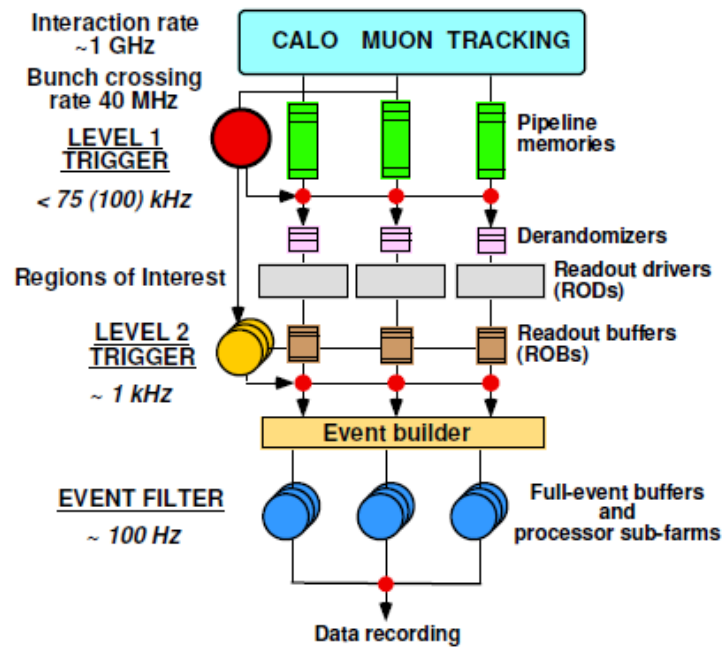 Interaction rate
~1 GHz
CALO MUON TRACKING
Bunch crossing
rate 40 MHz
Pipeline
memories
LEVEL 1
TRIGGER
< 75 (100) kHz
Derandomizers
Regions of Interest
Readout drivers
(RODs)
LEVEL 2
TRIGGER
Readout buffers
(ROBs)
~ 1 kHz
Event builder
EVENT FILTER
~ 100 Hz
Full-event buffers
and
processor sub-farms
Data recording